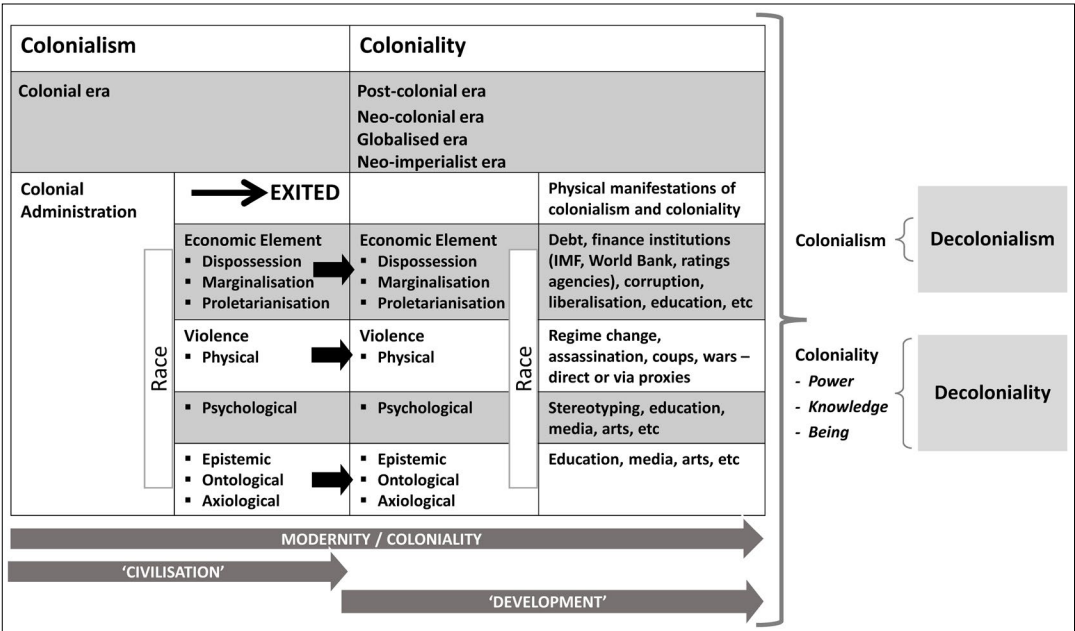 Colonialism
Coloniality
Colonial era
Post-colonial era
Neo-colonial era
Globalised era
Neo-imperialist era
Colonial
Administration
EXITED
Physical manifestations of
colonialism and coloniality
Race
Economic Element
▪ Dispossession
▪ Marginalisation
▪ Proletarianisation
Economic Element
▪ Dispossession
▪ Marginalisation
▪ Proletarianisation
Race
Debt, finance institutions
(IMF, World Bank, ratings
agencies), corruption,
liberalisation, education, etc
Violence
▪ Physical
Violence
▪ Physical
Regime change,
assassination, coups, wars –
direct or via proxies
▪ Psychological
▪ Psychological
Stereotyping, education,
media, arts, etc
▪ Epistemic
▪ Ontological
▪ Axiological
▪ Epistemic
▪ Ontological
▪ Axiological
Education, media, arts, etc
MODERNITY / COLONIALITY
‘CIVILISATION’
‘DEVELOPMENT’
Colonialism
Decolonialism
Coloniality
- Power
- Knowledge
- Being
Decoloniality